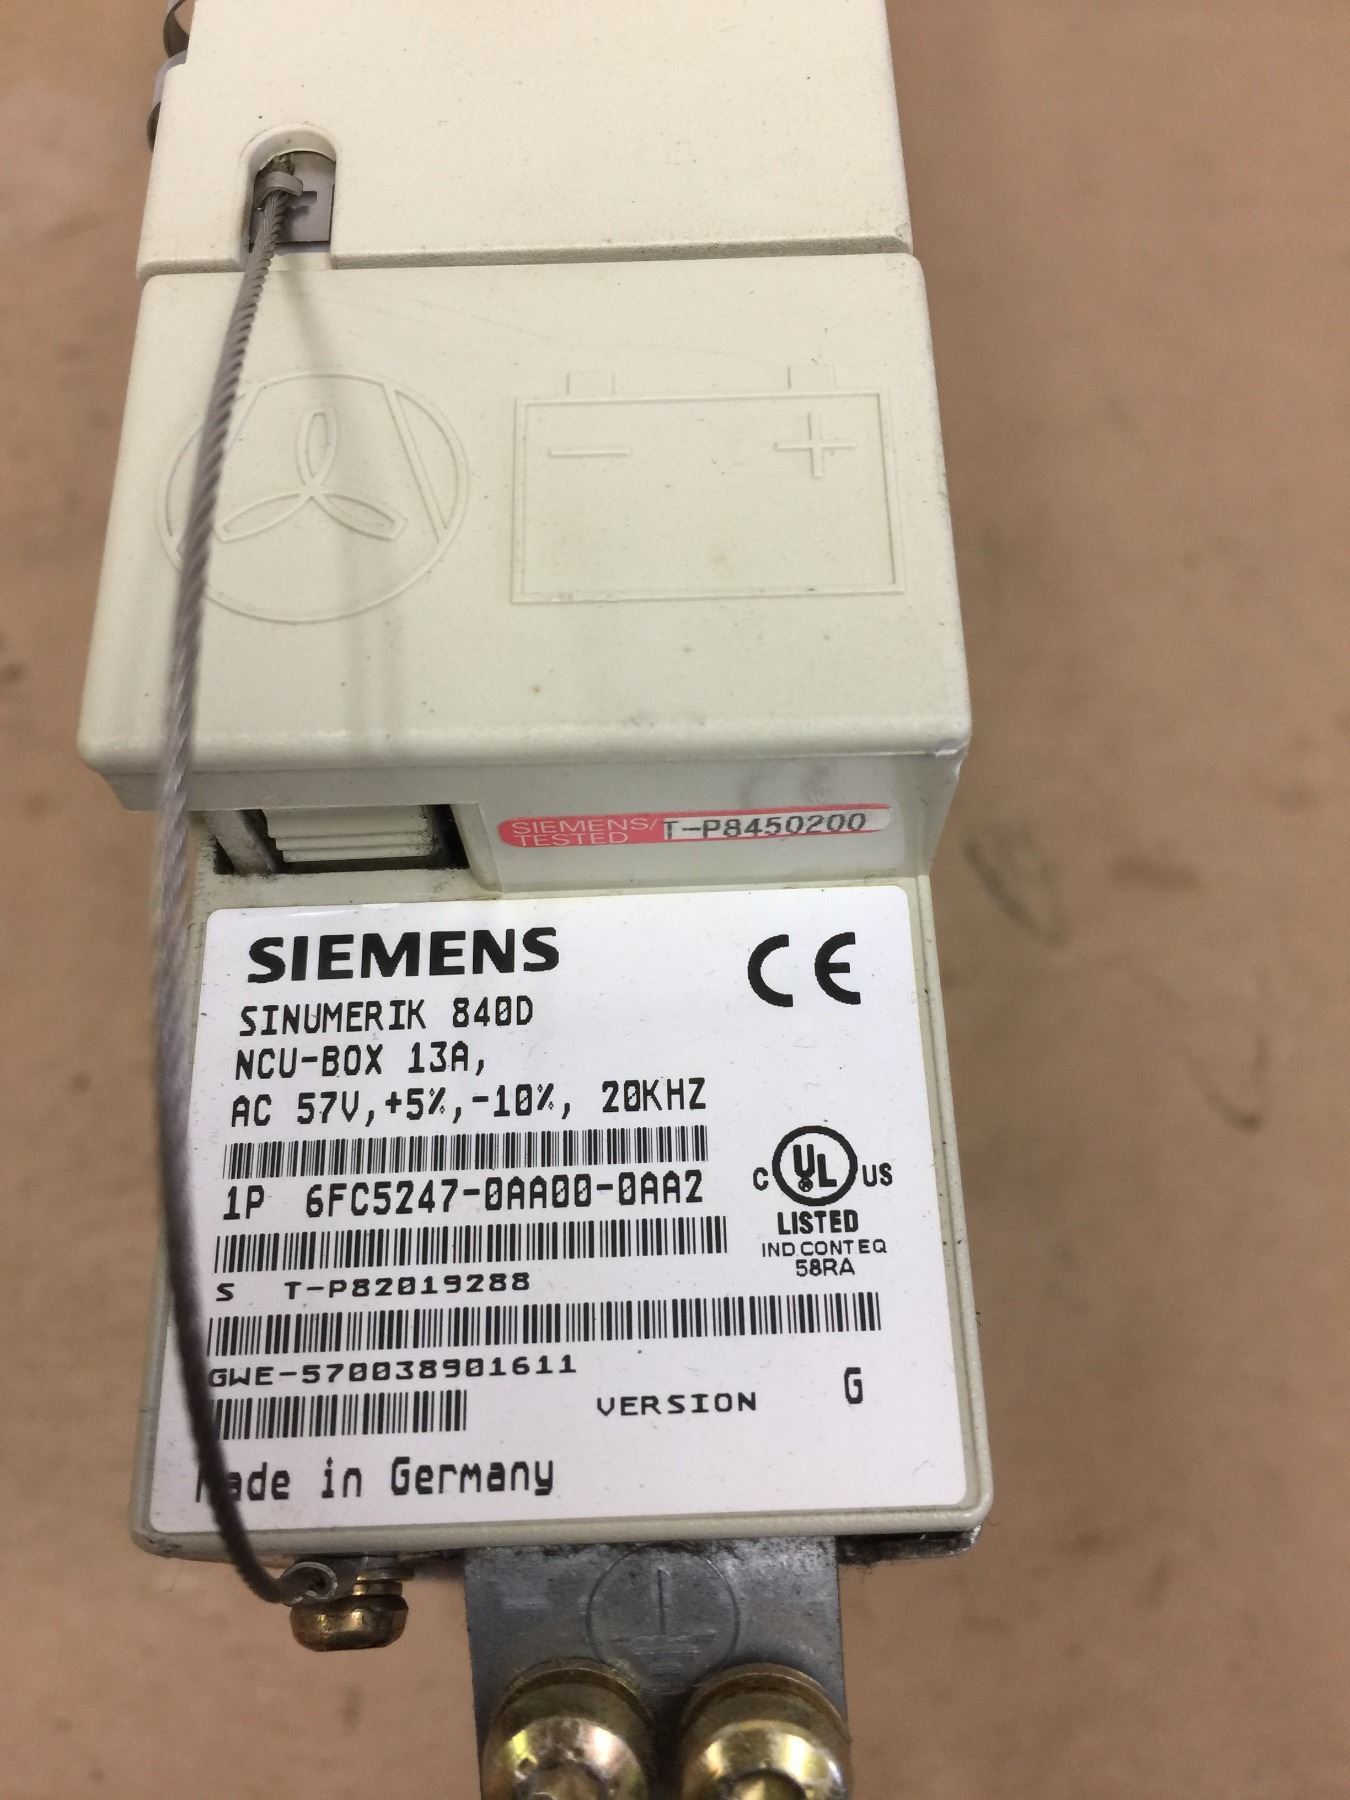 SIEMENS/
TESTED T-P8450200
SIEMENS
CE
SINUMERIK 840D
NCU-BOX 13A,
AC 57V,+5%,-10%, 20KHZ
1P 6FC5247-0AA00-0AA2
C UL US
LISTED
IND CONT EQ
58RA
S T-P82019288
GWE-570038901611
VERSION G
Made in Germany